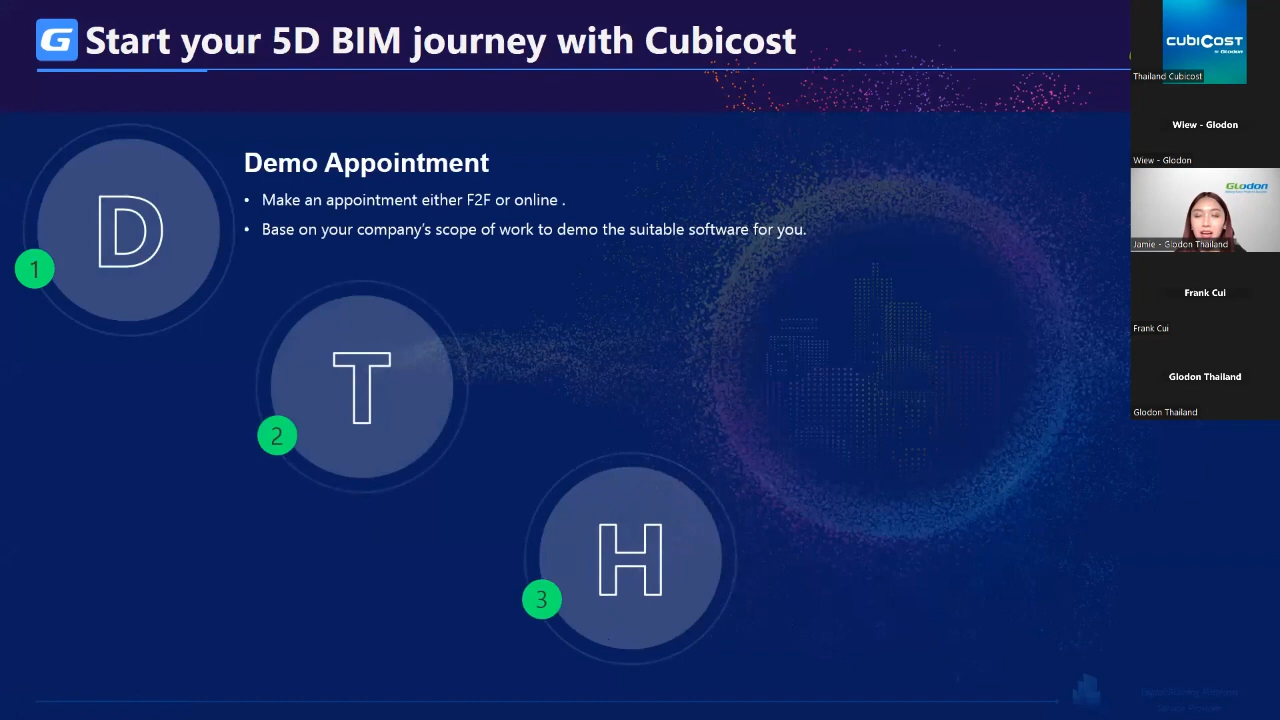 G Start your 5D BIM journey with Cubicost
D
1
Demo Appointment
• Make an appointment either F2F or online .
• Base on your company's scope of work to demo the suitable software for you.
T
2
H
3
CUBICOST
by Glodon
Thailand Cubicost
Wiew - Glodon
Wiew - Glodon
GLodon
Jamie - Glodon Thailand
Frank Cui
Frank Cui
Glodon Thailand
Glodon Thailand